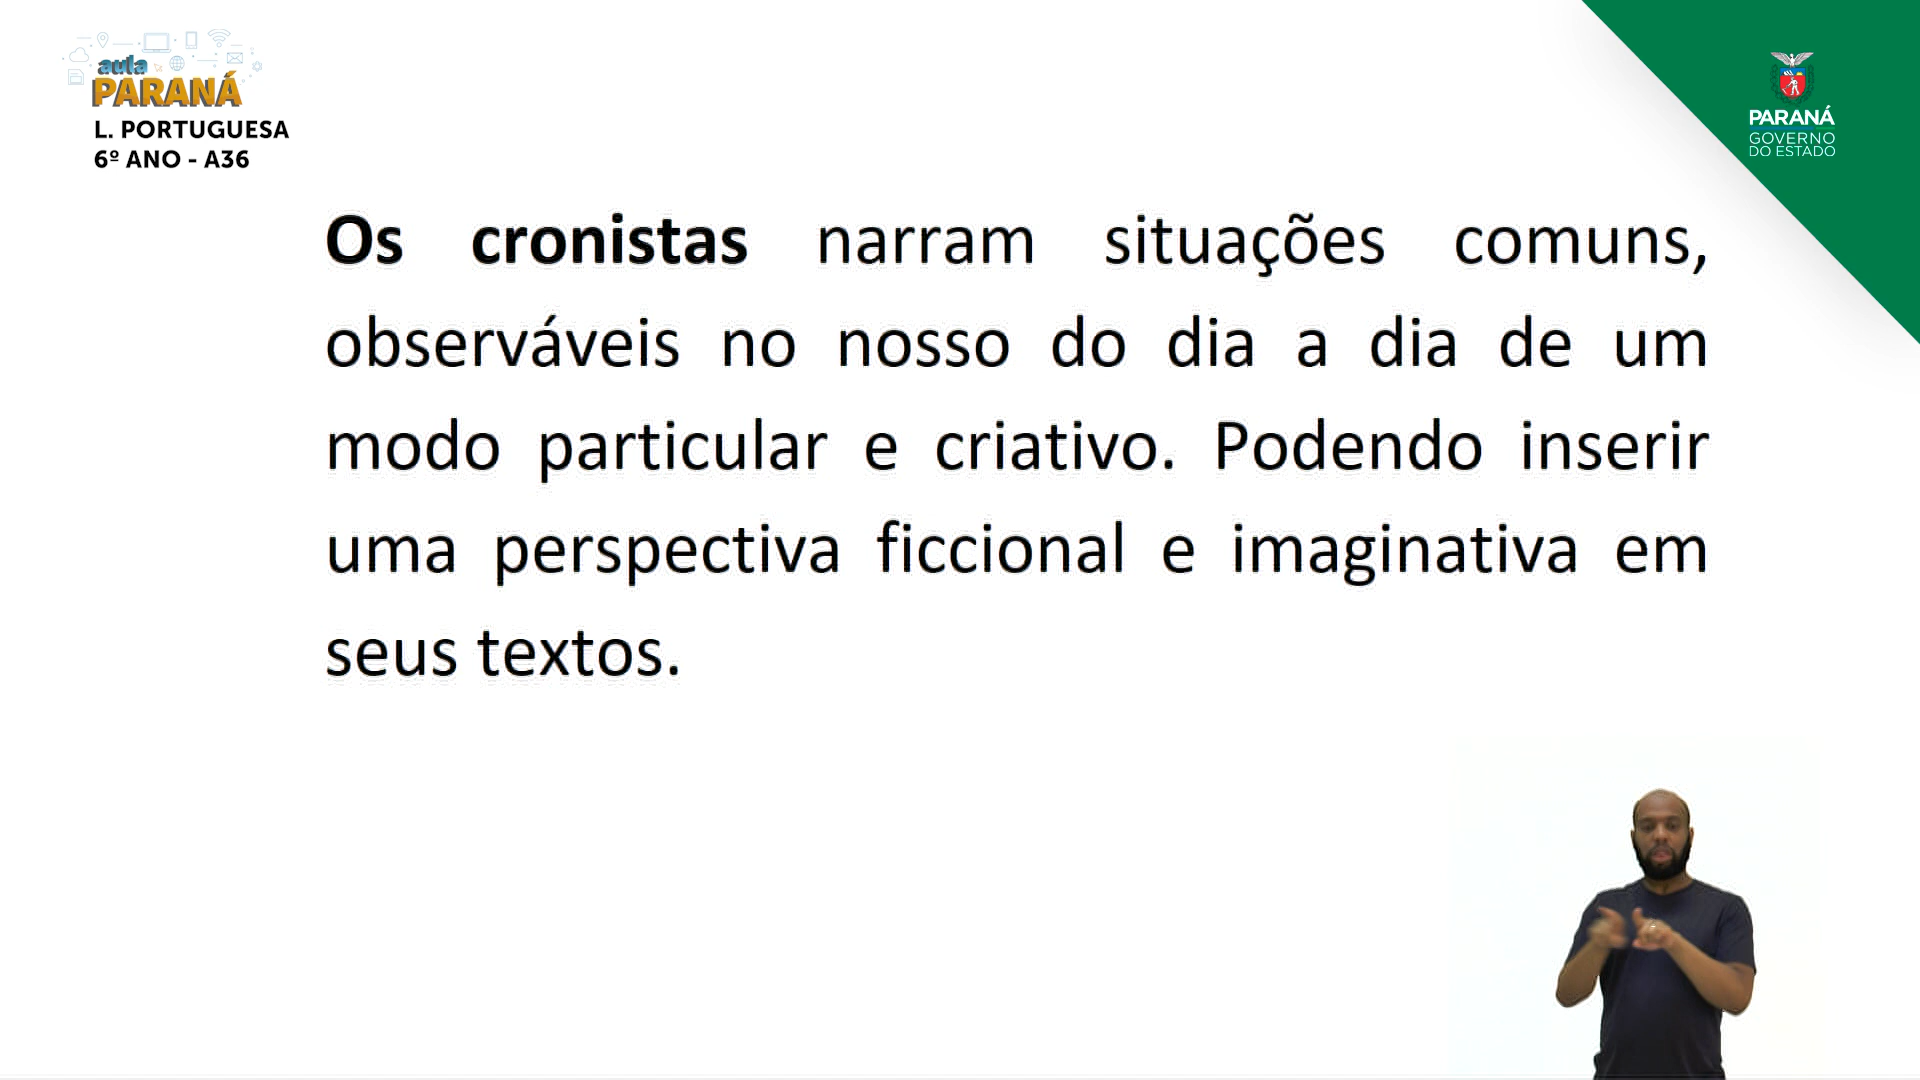 aula
PARANÁ
L. PORTUGUESA
6º ANO - A36
PARANÁ
GOVERNO
DO ESTADO
Os cronistas narram situações comuns,
observáveis no nosso do dia a dia de um
modo particular e criativo. Podendo inserir
uma perspectiva ficcional e imaginativa em
seus textos.